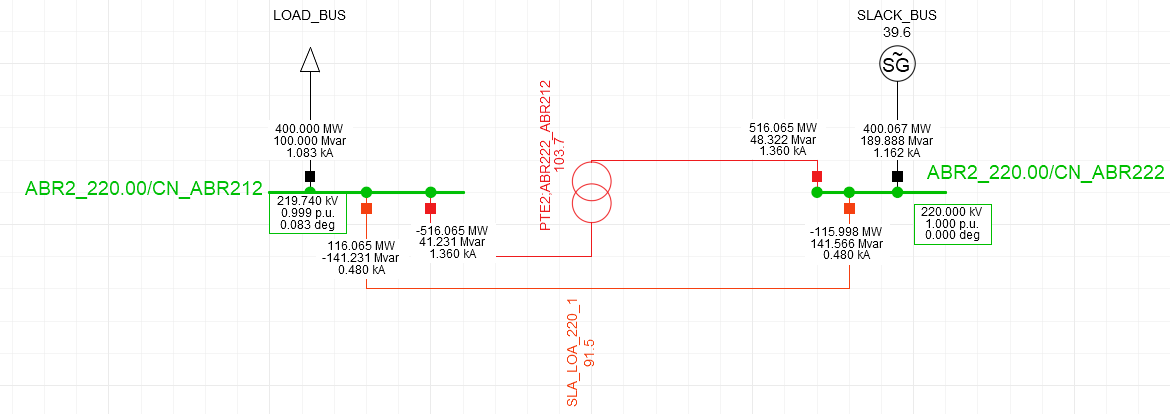 LOAD_BUS
SLACK_BUS
39.6
SG
~
400.000 MW
100.000 Mvar
1.083 kA
PTE2:ABR222_ABR212
103.7
516.065 MW
48.322 Mvar
1.360 kA
400.067 MW
189.888 Mvar
1.162 kA
ABR2_220.00/CN_ABR212
ABR2_220.00/CN_ABR222
219.740 kV
0.999 p.u.
0.083 deg
220.000 kV
1.000 p.u.
0.000 deg
116.065 MW
-141.231 Mvar
0.480 kA
-516.065 MW
41.231 Mvar
1.360 kA
-115.998 MW
141.566 Mvar
0.480 kA
SLA_LOA_220_1
91.5